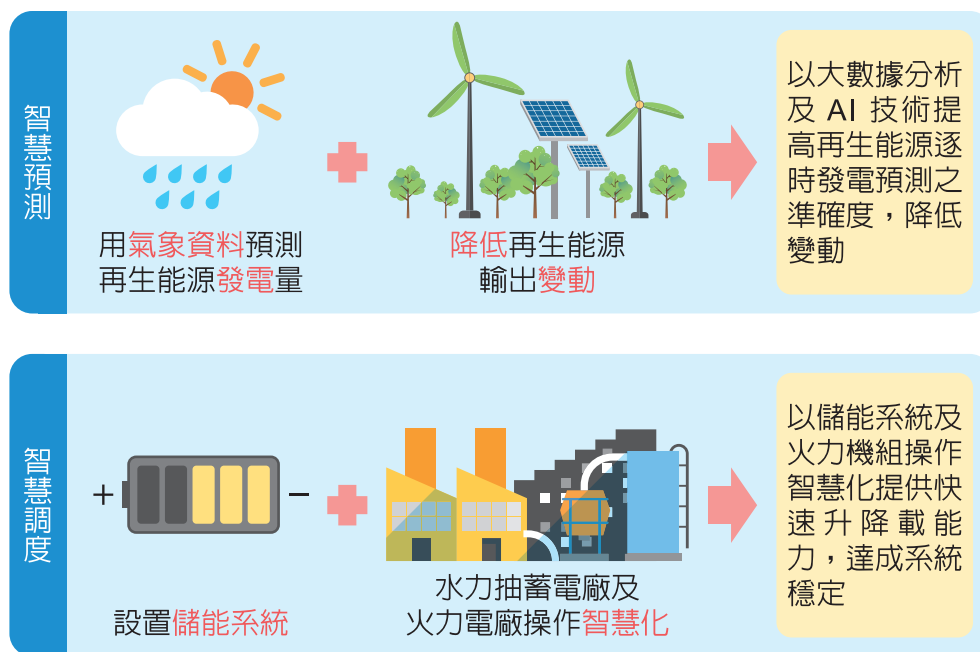 智慧預測
用氣象資料預測
再生能源發電量
降低再生能源
輸出變動
以大數據分析
及 AI 技術提
高再生能源逐
時發電預測之
準確度，降低
變動
智慧調度
+
－
設置儲能系統
水力抽蓄電廠及
火力電廠操作智慧化
以儲能系統及
火力機組操作
智慧化提供快
速升降載能
力，達成系統
穩定